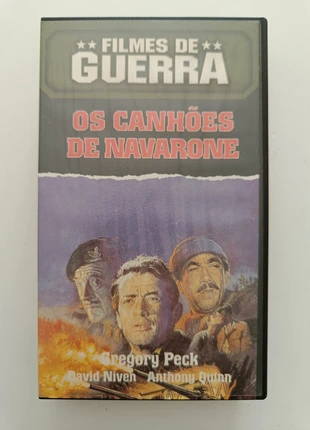 FILMES DE
GUERRA
OS CANHÕES
DE NAVARONE
Gregory Peck
David Niven Anthony Quinn